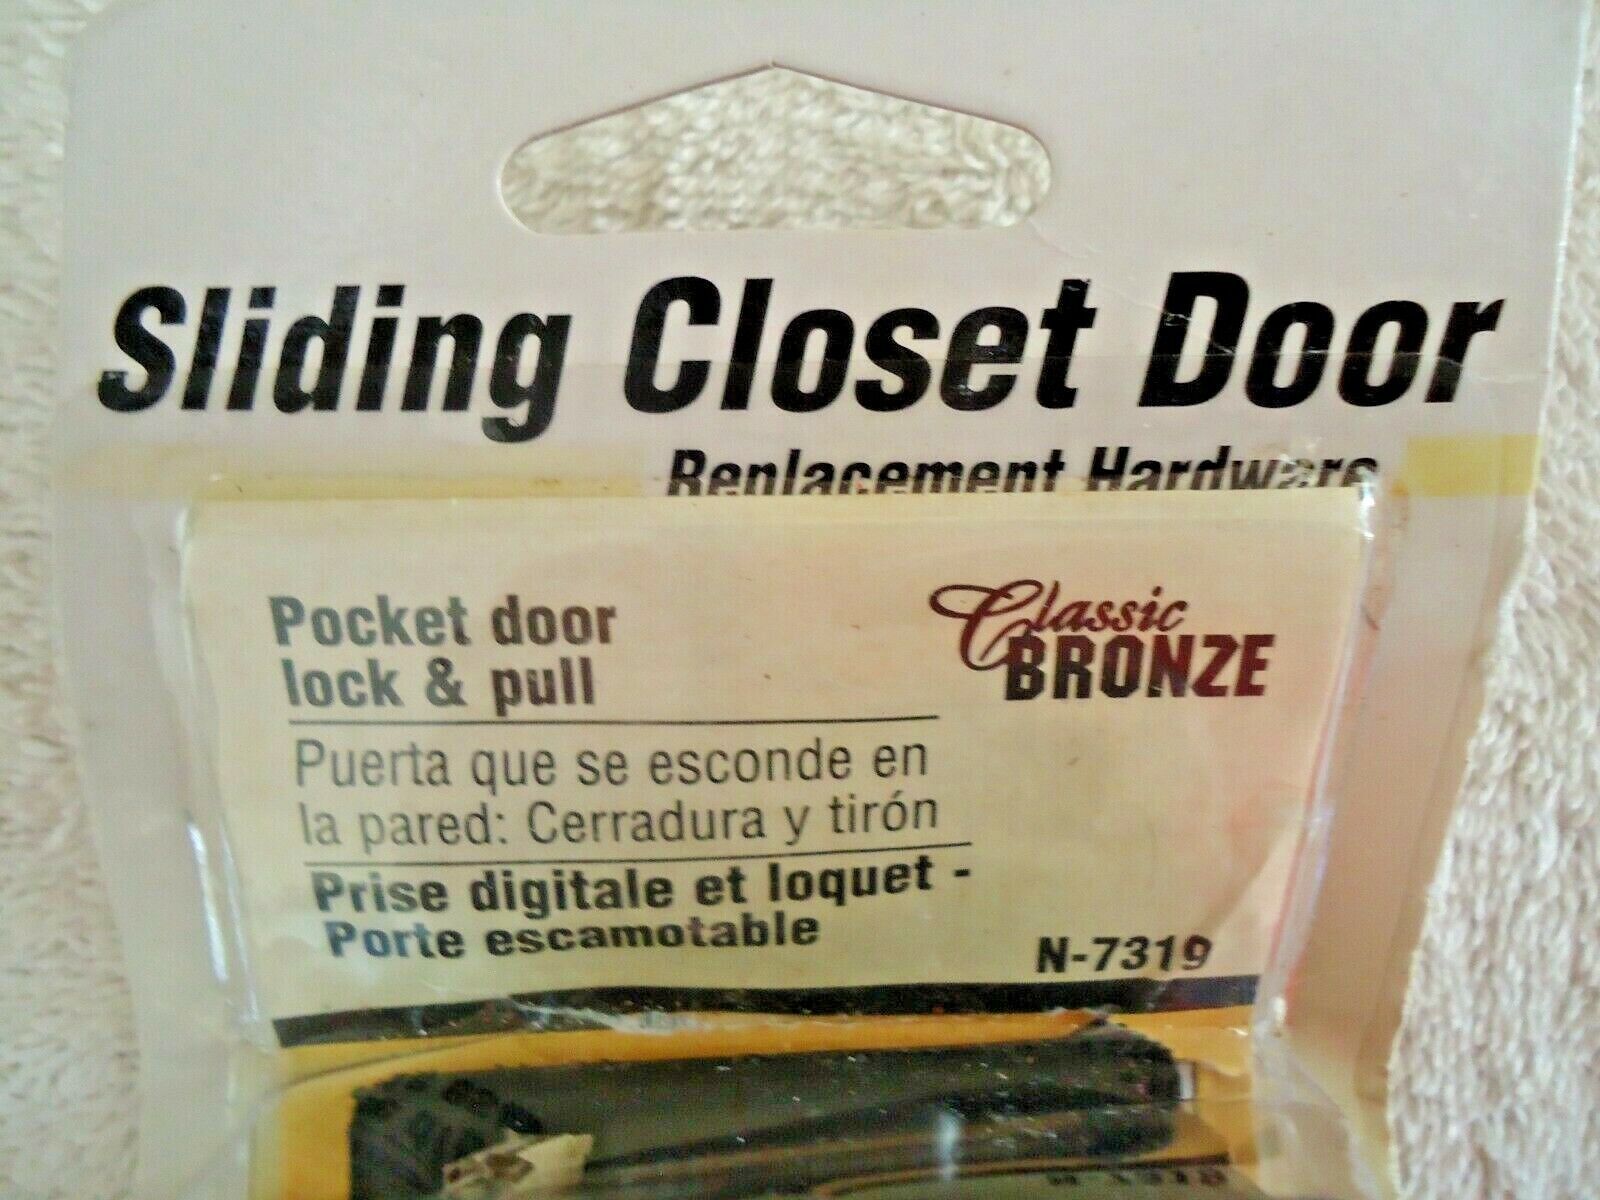 Sliding Closet Door
Replacement Hardware
Pocket door
lock & pull
Classic
BRONZE
Puerta que se esconde en
la pared: Cerradura y tirón
Prise digitale et loquet -
Porte escamotable
N-7319